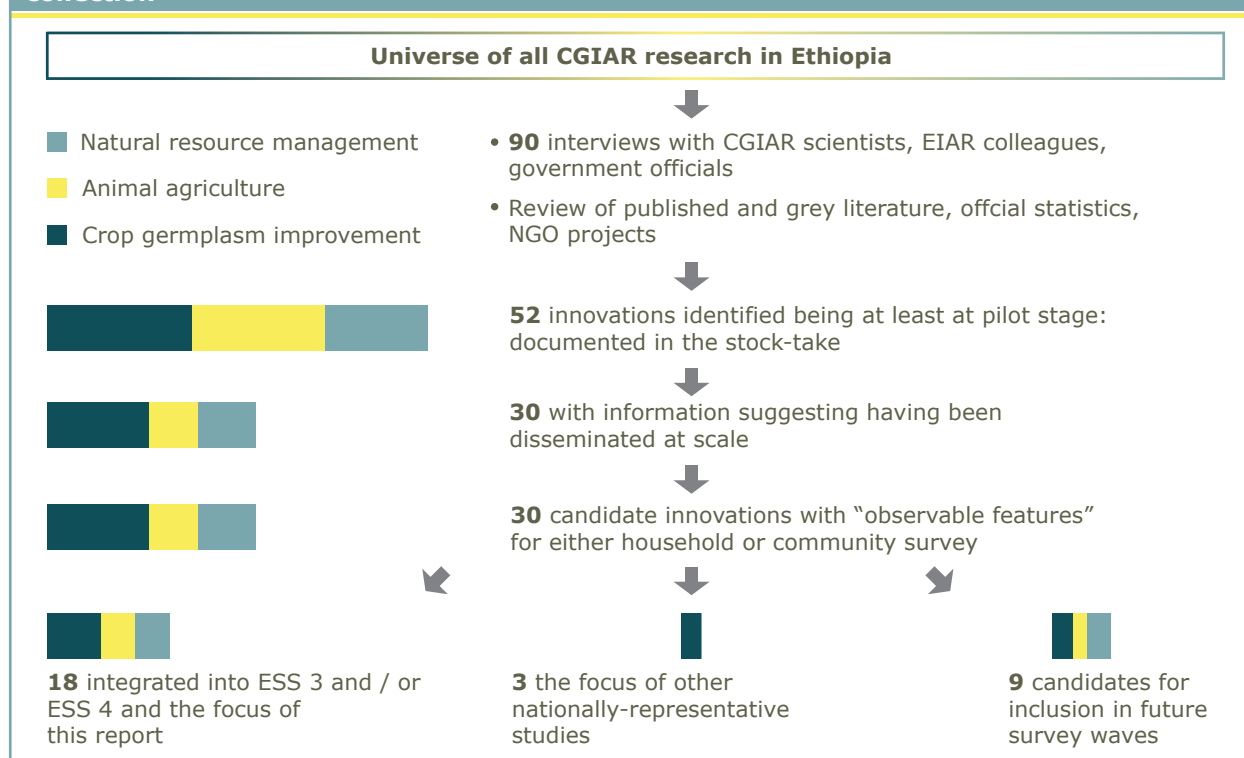 Universe of all CGIAR research in Ethiopia
Natural resource management
Animal agriculture
Crop germplasm improvement
• 90 interviews with CGIAR scientists, EIAR colleagues,
government officials
• Review of published and grey literature, offcial statistics,
NGO projects
52 innovations identified being at least at pilot stage:
documented in the stock-take
30 with information suggesting having been
disseminated at scale
30 candidate innovations with “observable features”
for either household or community survey
18 integrated into ESS 3 and / or
ESS 4 and the focus of
this report
3 the focus of other
nationally-representative
studies
9 candidates for
inclusion in future
survey waves